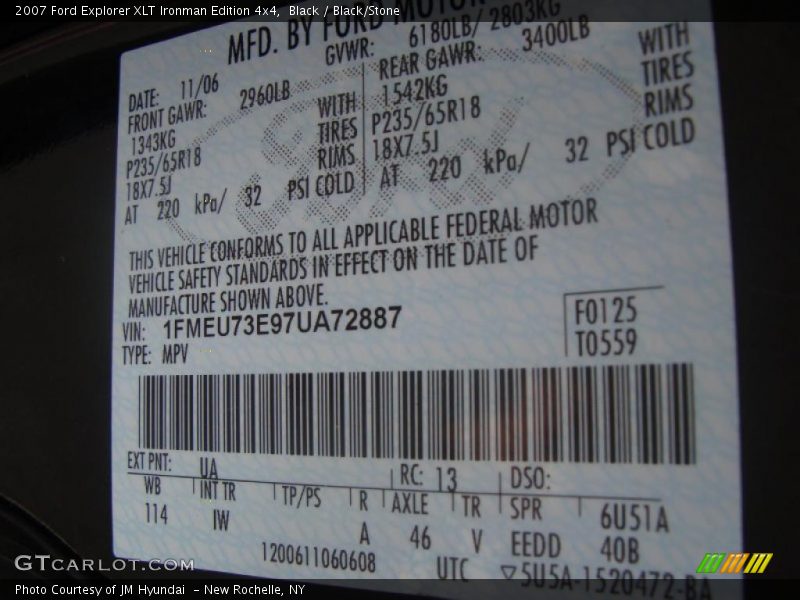 2007 Ford Explorer XLT Ironman Edition 4x4, Black / Black/Stone
MFD. BY FORD MOTOR
GVWR: 6180LB/ 2803KG
DATE: 11/06
FRONT GAWR: 2960LB
1343KG
P235/65R18
18X7.5J
WITH
TIRES
RIMS
AT 220 kPa/ 32 PSI COLD
REAR GAWR: 3400LB
1542KG
P235/65R18
18X7.5J
WITH
TIRES
RIMS
AT 220 kPa/ 32 PSI COLD
THIS VEHICLE CONFORMS TO ALL APPLICABLE FEDERAL MOTOR
VEHICLE SAFETY STANDARDS IN EFFECT ON THE DATE OF
MANUFACTURE SHOWN ABOVE.
VIN: 1FMEU73E97UA72887
TYPE: MPV
F0125
T0559
EXT PNT: UA RC: 13 DSO:
WB INT TR TP/PS R AXLE TR SPR 6U51A
114 IW A 46 V EEDD 40B
1200611060608 UTC ▽5U5A-1520472-BA
GTCARLOT.COM
Photo Courtesy of JM Hyundai - New Rochelle, NY